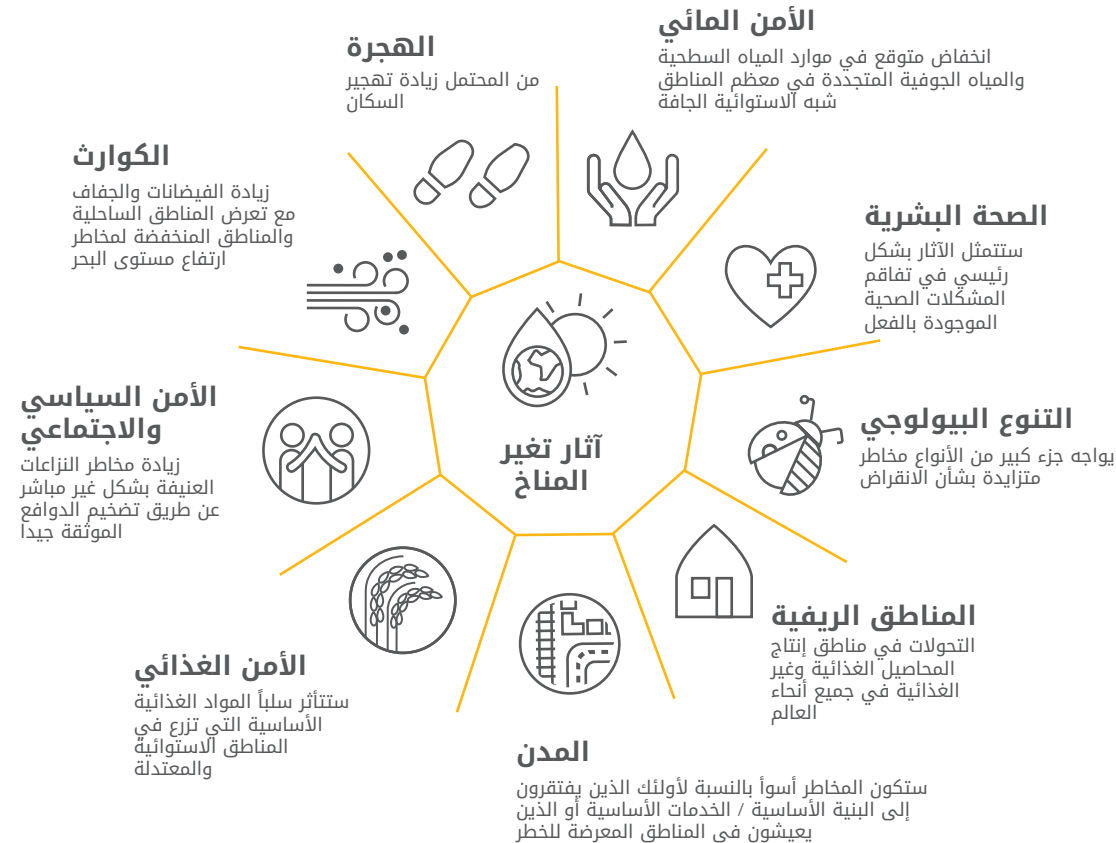 الأمن المائي
انخفاض متوقع في موارد المياه السطحية
والمياه الجوفية المتجددة في معظم المناطق
شبه الاستوائية الجافة
الهجرة
من المحتمل زيادة تهجير
السكان
الكوارث
زيادة الفيضانات والجفاف
مع تعرض المناطق الساحلية
والمناطق المنخفضة لمخاطر
ارتفاع مستوى البحر
الصحة البشرية
ستتمثل الآثار بشكل
رئيسي في تفاقم
المشكلات الصحية
الموجودة بالفعل
التنوع البيولوجي
يواجه جزء كبير من الأنواع مخاطر
متزايدة بشأن الانقراض
آثار تغير
المناخ
الأمن السياسي
والاجتماعي
زيادة مخاطر النزاعات
العنيفة بشكل غير مباشر
عن طريق تضخيم الدوافع
الموثقة جيدا
المناطق الريفية
التحولات في مناطق إنتاج
المحاصيل الغذائية وغير
الغذائية في جميع أنحاء
العالم
الأمن الغذائي
ستتأثر سلباً المواد الغذائية
الأساسية التي تزرع في
المناطق الاستوائية
والمعتدلة
المدن
ستكون المخاطر أسوأ بالنسبة لأولئك الذين يفتقرون
إلى البنية الأساسية / الخدمات الأساسية أو الذين
يعيشون في المناطق المعرضة للخطر